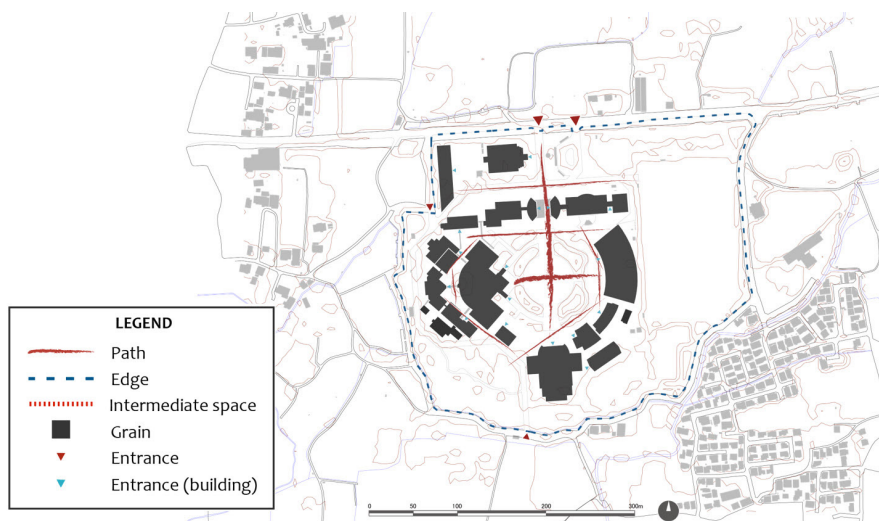 LEGEND
Path
Edge
Intermediate space
Grain
Entrance
Entrance (building)
0 50 100 200 300m